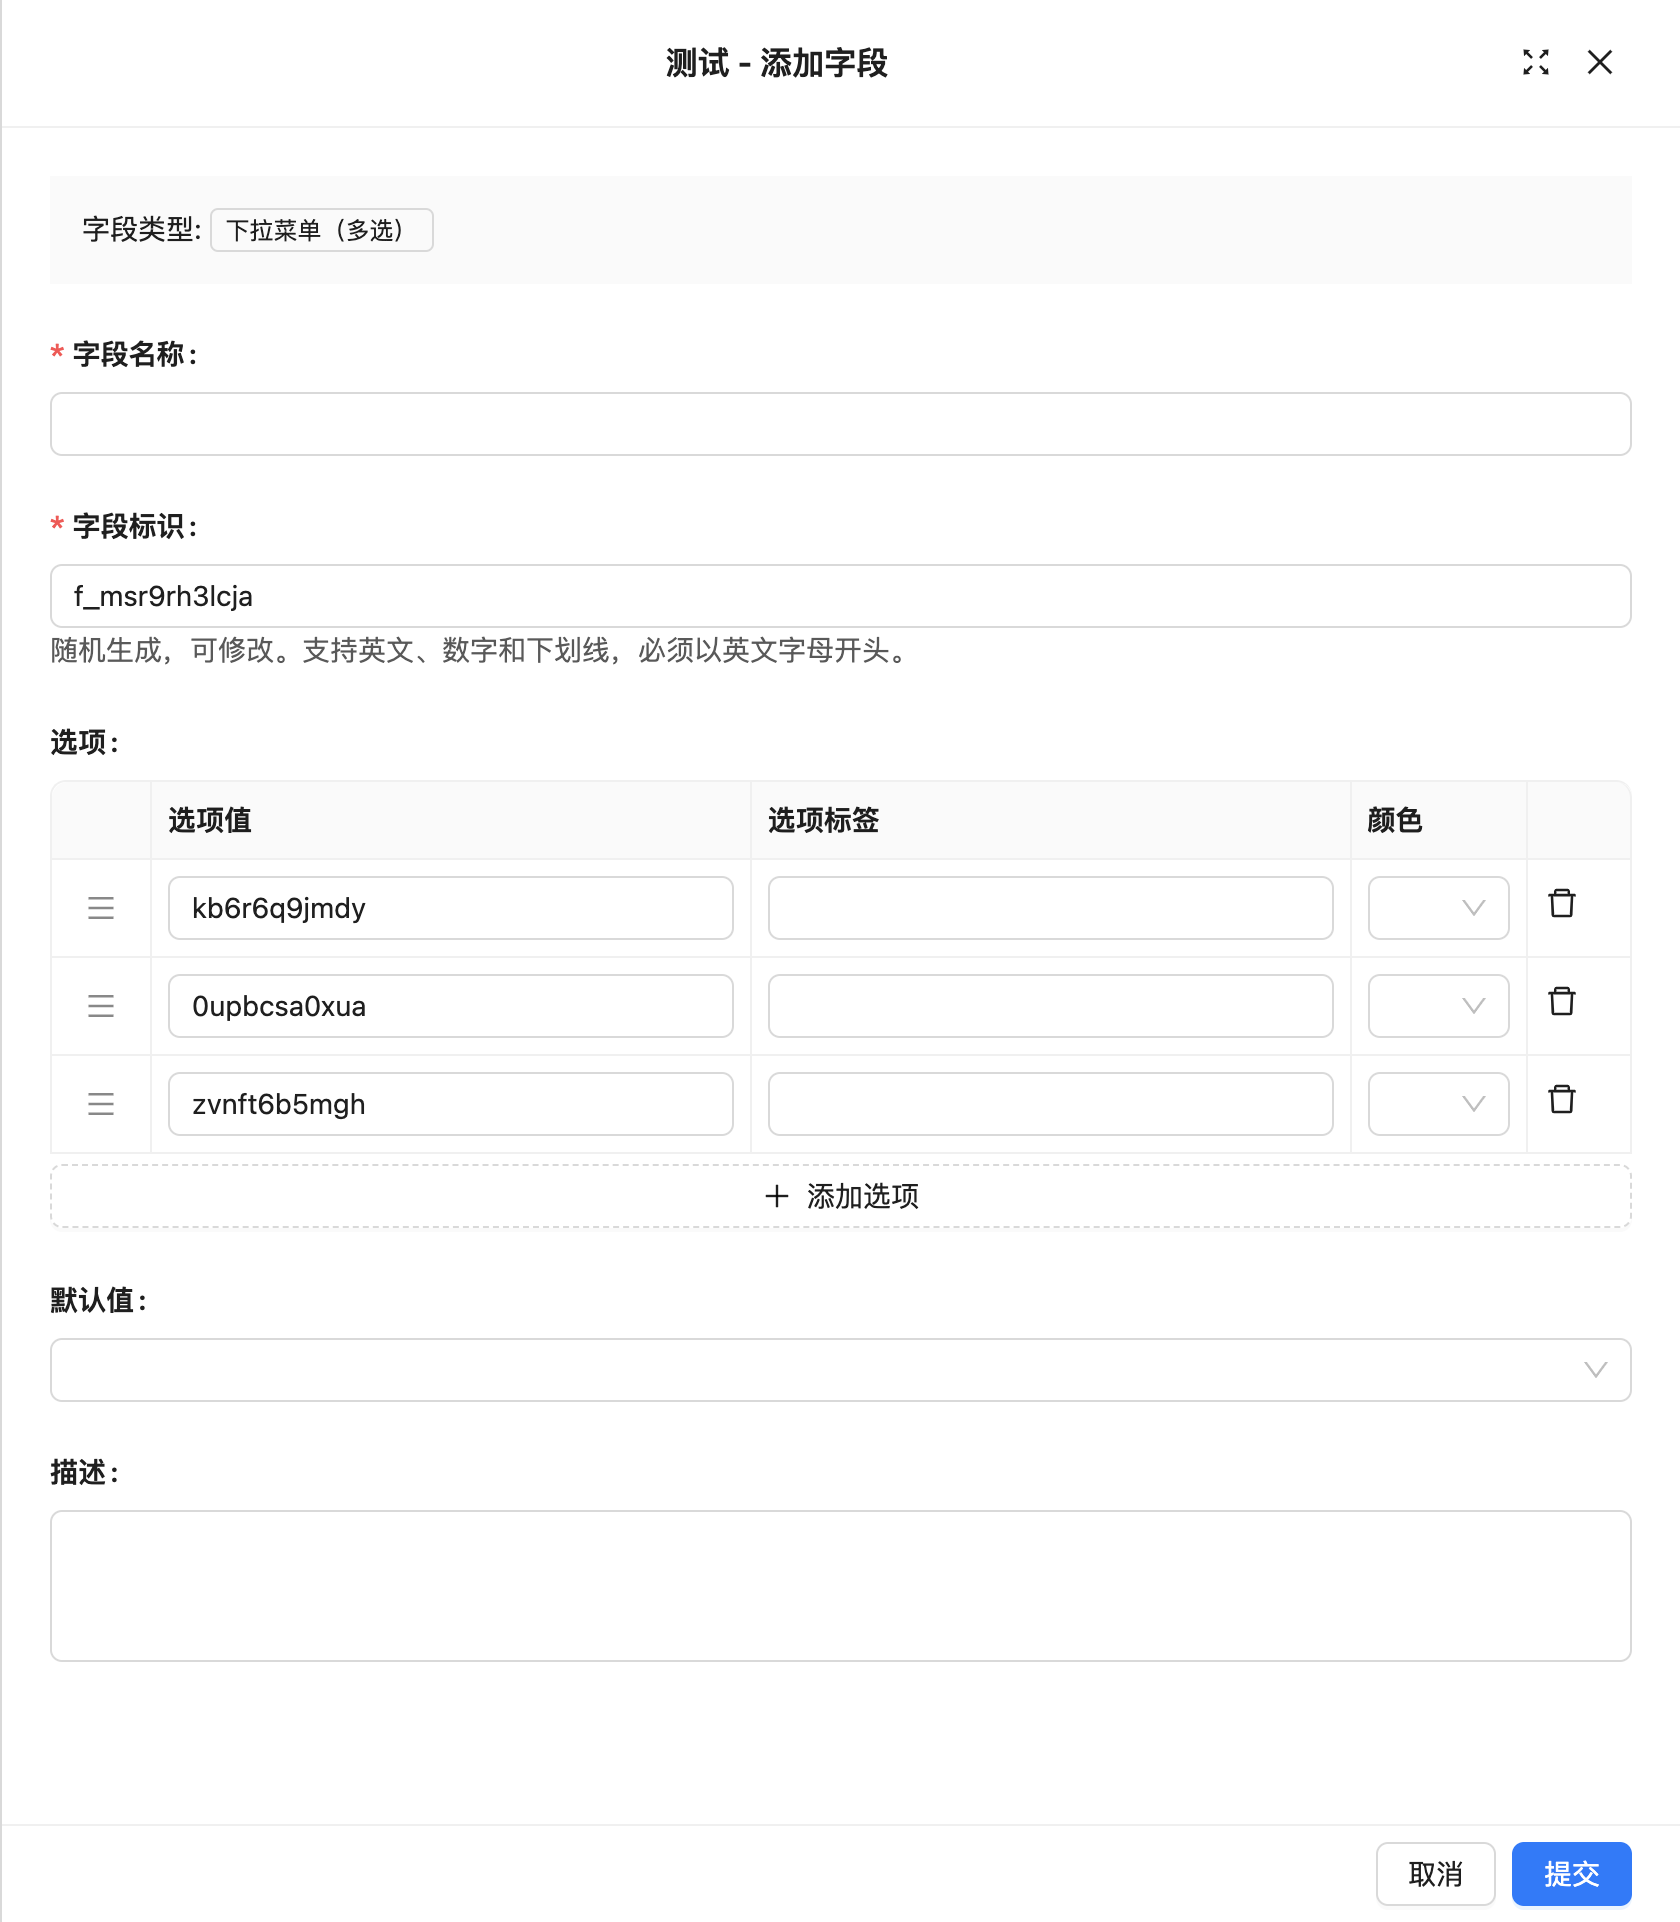 测试 - 添加字段
字段类型: 下拉菜单（多选）
* 字段名称:
* 字段标识:
f_msr9rh3lcja
随机生成，可修改。支持英文、数字和下划线，必须以英文字母开头。
选项:
选项值 选项标签 颜色
kb6r6q9jmdy
0upbcsa0xua
zvnft6b5mgh
添加选项
默认值:
描述:
取消 提交